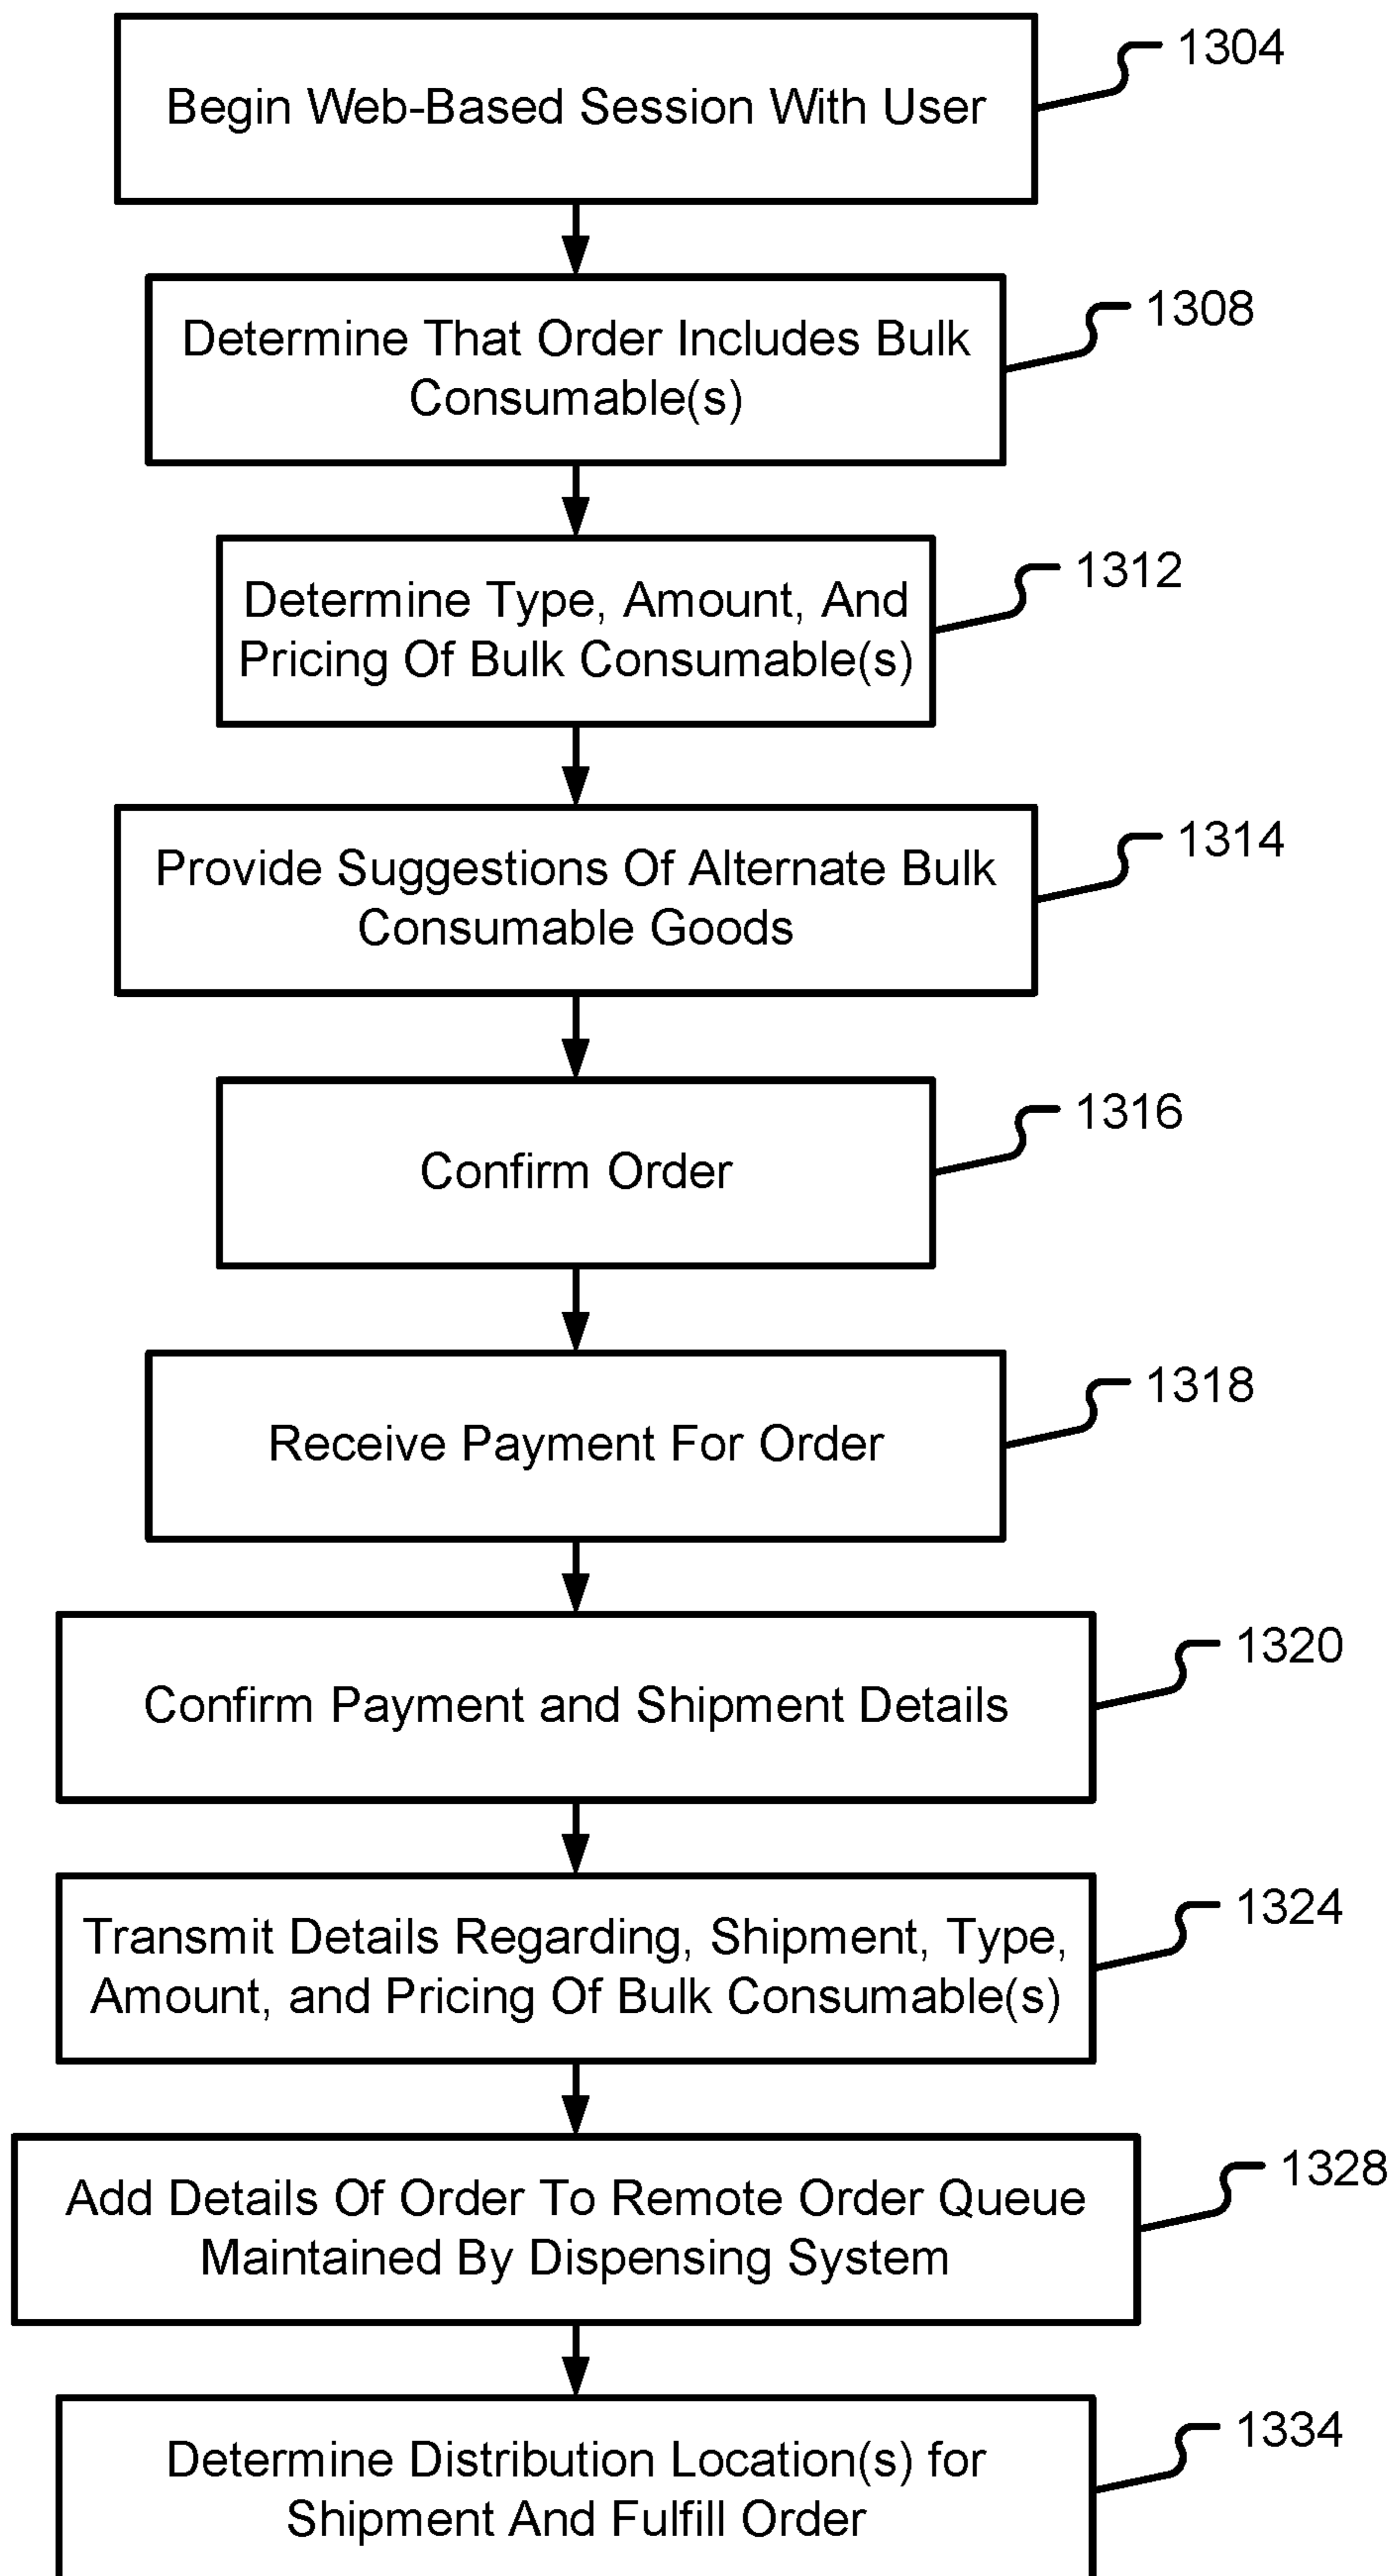 Begin Web-Based Session With User
1304
Determine That Order Includes Bulk
Consumable(s)
1308
Determine Type, Amount, And
Pricing Of Bulk Consumable(s)
1312
Provide Suggestions Of Alternate Bulk
Consumable Goods
1314
Confirm Order
1316
Receive Payment For Order
1318
Confirm Payment and Shipment Details
1320
Transmit Details Regarding, Shipment, Type,
Amount, and Pricing Of Bulk Consumable(s)
1324
Add Details Of Order To Remote Order Queue
Maintained By Dispensing System
1328
Determine Distribution Location(s) for
Shipment And Fulfill Order
1334